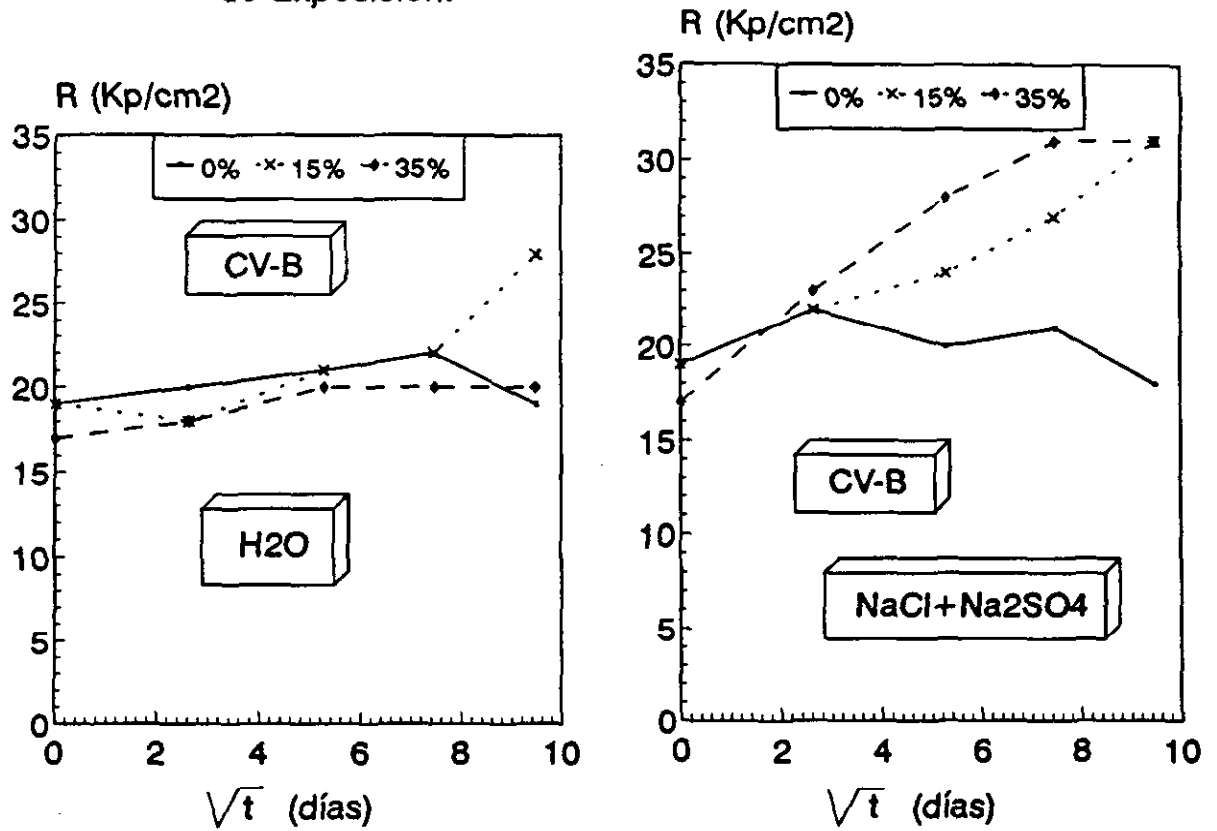 de Exposición.
R (Kp/cm2)
0% 15% 35%
CV-B
H2O
35
30
25
20
15
10
5
0
0 2 4 6 8 10
√t (días)
R (Kp/cm2)
0% 15% 35%
CV-B
NaCl+Na2SO4
35
30
25
20
15
10
5
0
0 2 4 6 8 10
√t (días)